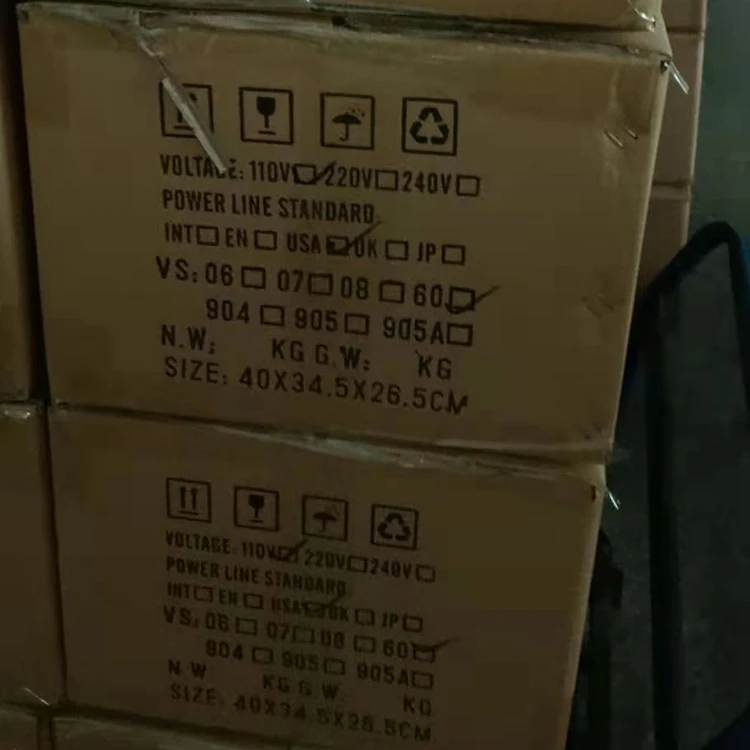 VOLTAGE: 110V☑220V☐240V☐
POWER LINE STANDARD
INT☐ EN☐ USA☑UK☐ JP☐
VS: 06☐ 07☐ 08☐ 60☑
904☐ 905☐ 905A☐
N.W: KG G.W: KG
SIZE: 40X34.5X26.5CM
VOLTAGE: 110V☑220V☐240V☐
POWER LINE STANDARD
INT☐ EN☐ USA☑UK☐ JP☐
VS: 06☐ 07☐ 08☐ 60☑
904☐ 905☐ 905A☐
N.W KG G.W. KG
SIZE: 40X34.5X26.5CM